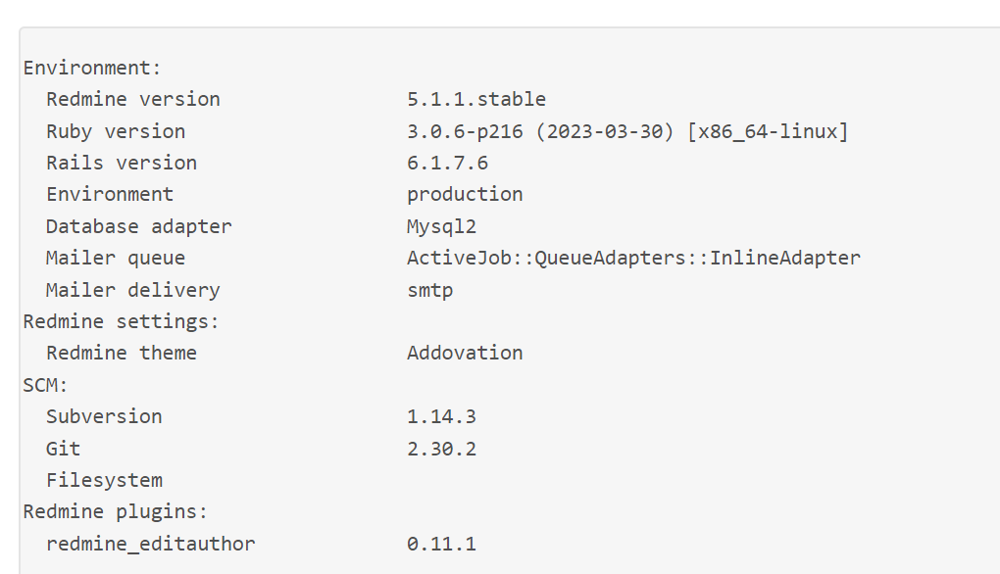 Environment:
  Redmine version                5.1.1.stable
  Ruby version                   3.0.6-p216 (2023-03-30) [x86_64-linux]
  Rails version                  6.1.7.6
  Environment                    production
  Database adapter               Mysql2
  Mailer queue                   ActiveJob::QueueAdapters::InlineAdapter
  Mailer delivery                smtp
Redmine settings:
  Redmine theme                  Addovation
SCM:
  Subversion                     1.14.3
  Git                            2.30.2
  Filesystem
Redmine plugins:
  redmine_editauthor             0.11.1